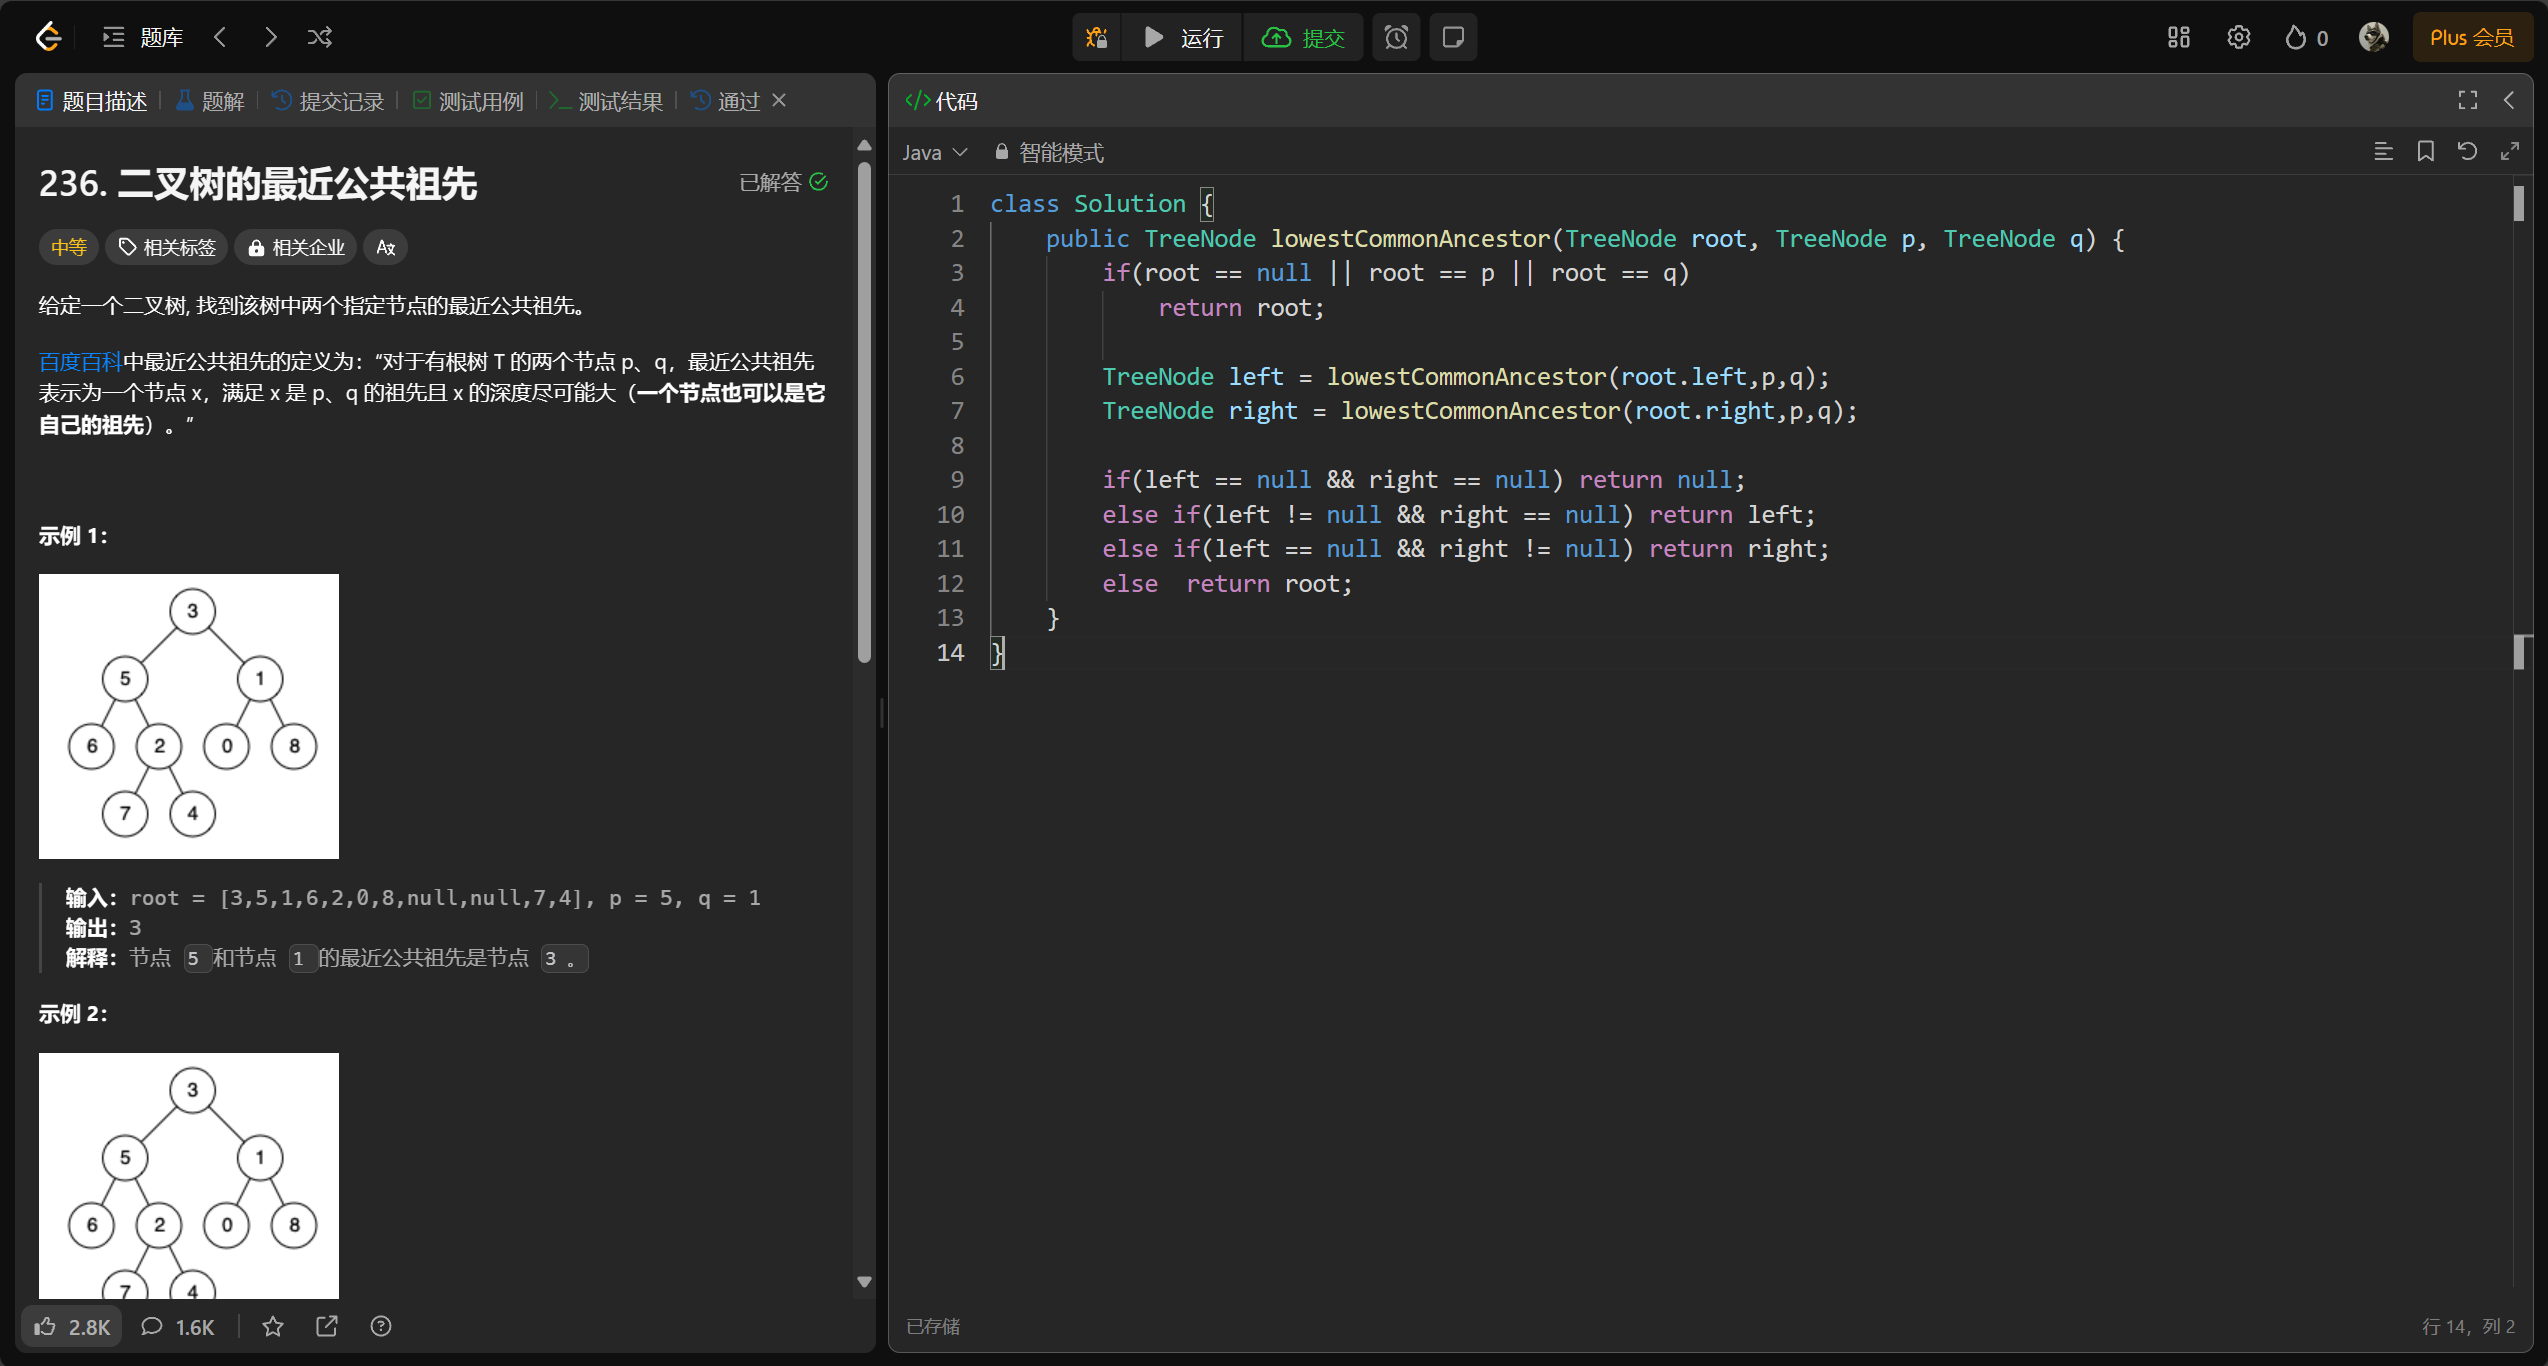 题库
运行
提交
0
Plus 会员
题目描述
题解
提交记录
测试用例
测试结果
通过
236. 二叉树的最近公共祖先
已解答
中等
相关标签
相关企业
给定一个二叉树, 找到该树中两个指定节点的最近公共祖先。
百度百科中最近公共祖先的定义为：“对于有根树 T 的两个节点 p、q，最近公共祖先
表示为一个节点 x，满足 x 是 p、q 的祖先且 x 的深度尽可能大（一个节点也可以是它
自己的祖先）。”
示例 1：
3
5 1
6 2 0 8
7 4
输入：root = [3,5,1,6,2,0,8,null,null,7,4], p = 5, q = 1
输出：3
解释：节点 5 和节点 1 的最近公共祖先是节点 3 。
示例 2：
3
5 1
6 2 0 8
7 4
2.8K
1.6K
代码
Java
智能模式
1 class Solution {
2     public TreeNode lowestCommonAncestor(TreeNode root, TreeNode p, TreeNode q) {
3         if(root == null || root == p || root == q)
4             return root;
5
6         TreeNode left = lowestCommonAncestor(root.left,p,q);
7         TreeNode right = lowestCommonAncestor(root.right,p,q);
8
9         if(left == null && right == null) return null;
10         else if(left != null && right == null) return left;
11         else if(left == null && right != null) return right;
12         else  return root;
13     }
14 }
已存储
行 14，列 2